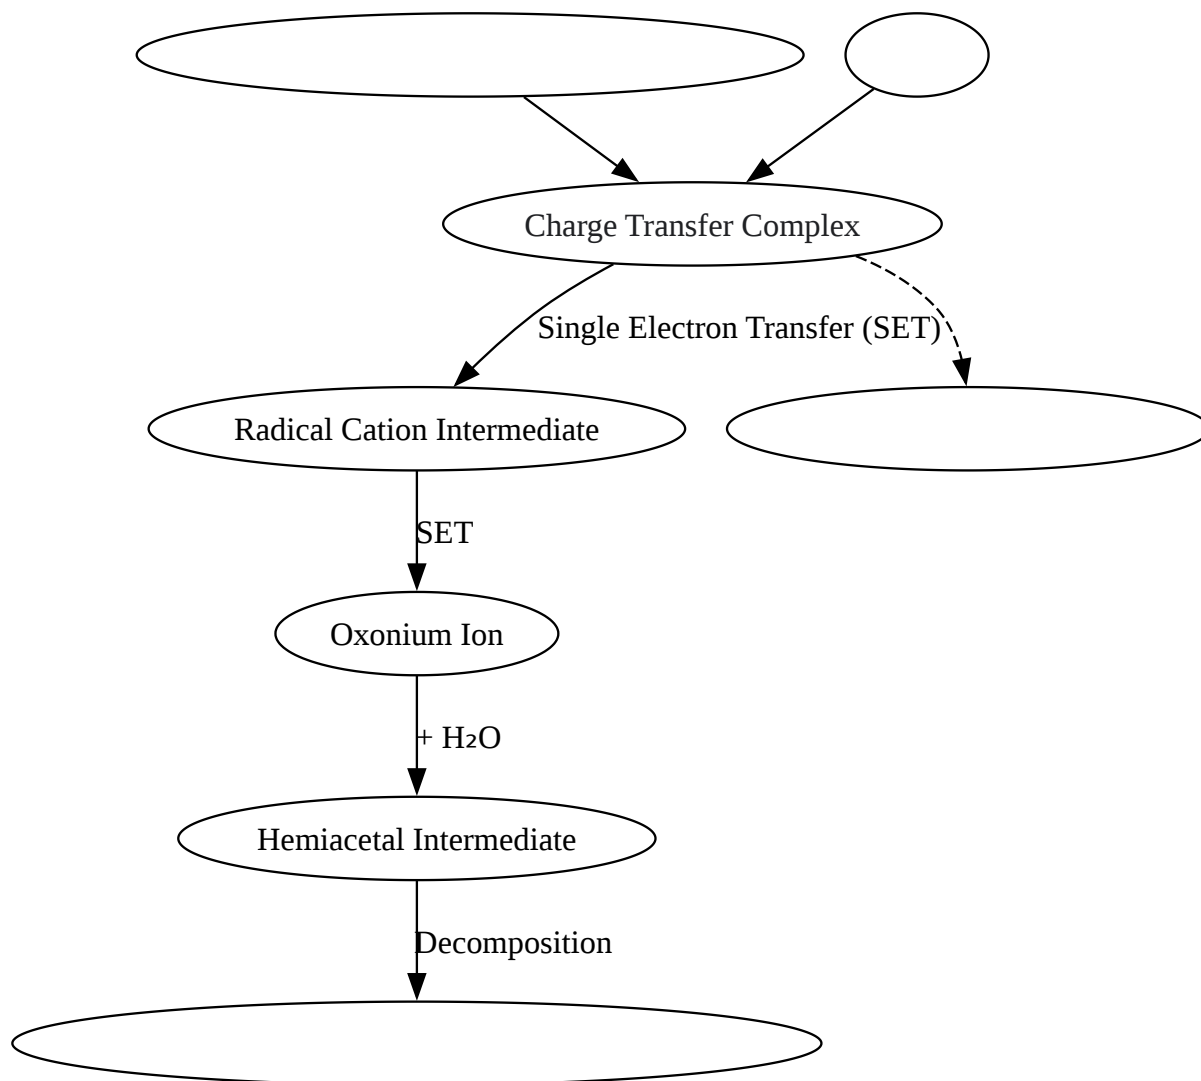 Charge Transfer Complex
Single Electron Transfer (SET)
Radical Cation Intermediate
SET
Oxonium Ion
+ H₂O
Hemiacetal Intermediate
Decomposition